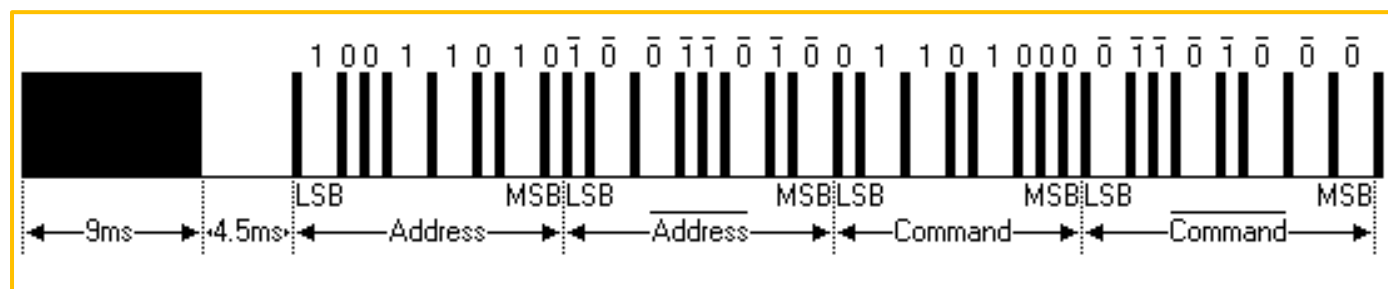 1 0 0 1 1 0 1 0 1̅ 0̅ 0̅ 1̅ 1̅ 0̅ 1̅ 0̅ 0 1 1 0 1 0 0 0 0̅ 1̅ 1̅ 0̅ 1̅ 0̅ 0̅ 0̅
LSB MSB LSB MSB LSB MSB LSB MSB
9ms 4.5ms Address A̅d̅d̅r̅e̅s̅s̅ Command C̅o̅m̅m̅a̅n̅d̅